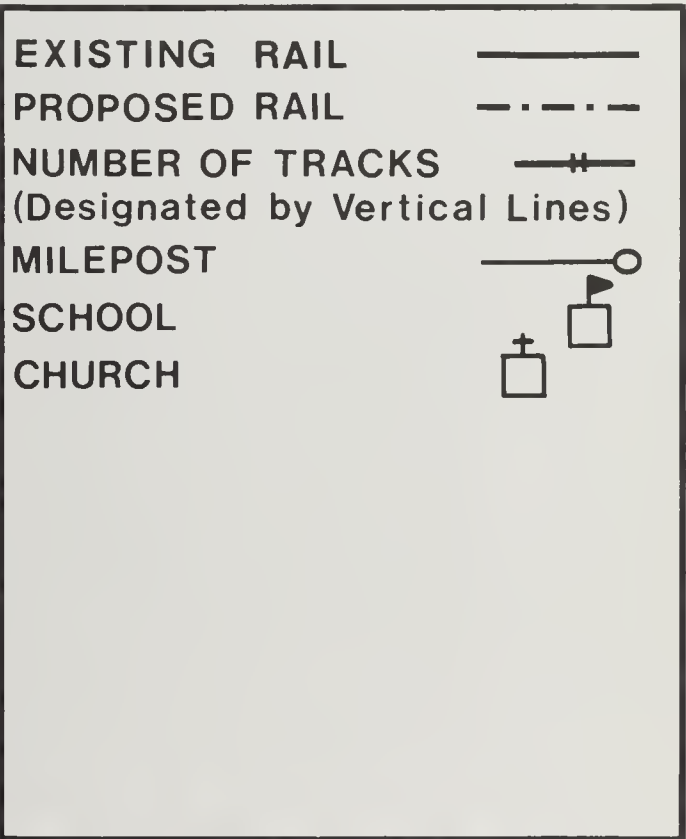 EXISTING RAIL
PROPOSED RAIL
NUMBER OF TRACKS
(Designated by Vertical Lines)
MILEPOST
SCHOOL
CHURCH